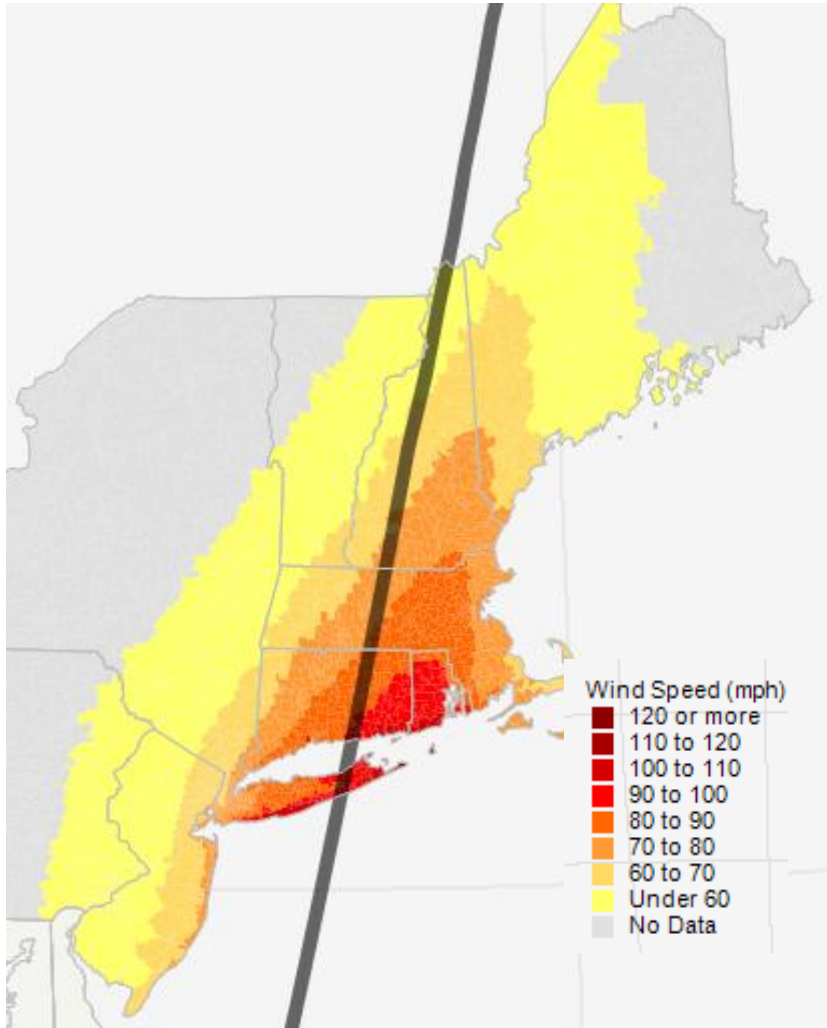 Wind Speed (mph)
120 or more
110 to 120
100 to 110
90 to 100
80 to 90
70 to 80
60 to 70
Under 60
No Data